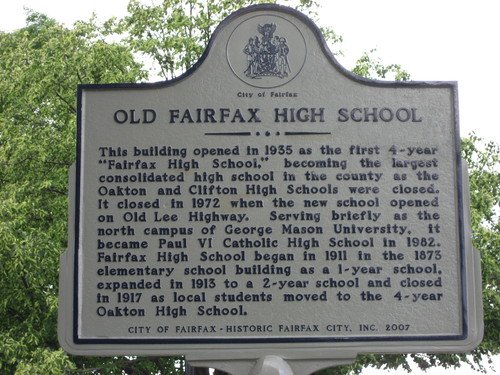 City of Fairfax
OLD FAIRFAX HIGH SCHOOL
This building opened in 1935 as the first 4-year
"Fairfax High School," becoming the largest
consolidated high school in the county as the
Oakton and Clifton High Schools were closed.
It closed in 1972 when the new school opened
on Old Lee Highway. Serving briefly as the
north campus of George Mason University, it
became Paul VI Catholic High School in 1982.
Fairfax High School began in 1911 in the 1873
elementary school building as a 1-year school,
expanded in 1913 to a 2-year school and closed
in 1917 as local students moved to the 4-year
Oakton High School.
CITY OF FAIRFAX - HISTORIC FAIRFAX CITY, INC. 2007